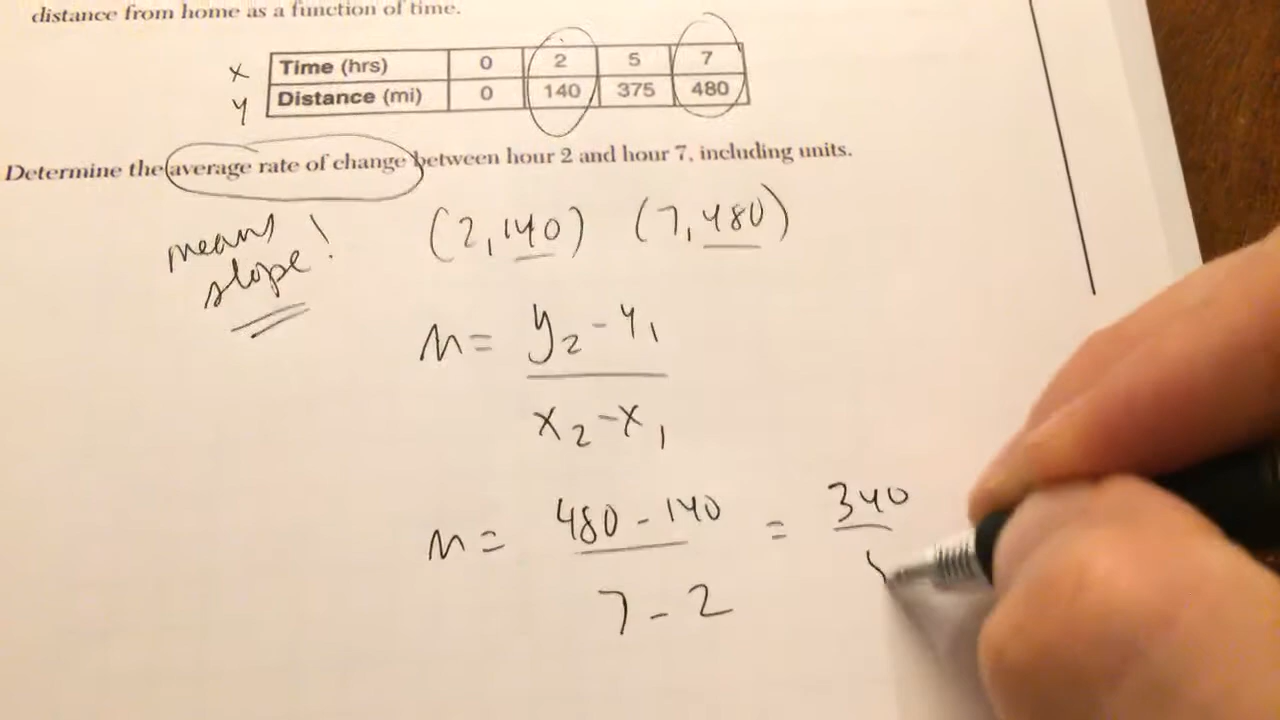 distance from home as a function of time.
x Time (hrs) 0 2 5 7
y Distance (mi) 0 140 375 480
Determine the average rate of change between hour 2 and hour 7, including units.
means slope!
(2,140) (7,480)
m = y₂ - y₁
x₂ - x₁
m = 480 - 140 = 340
7 - 2